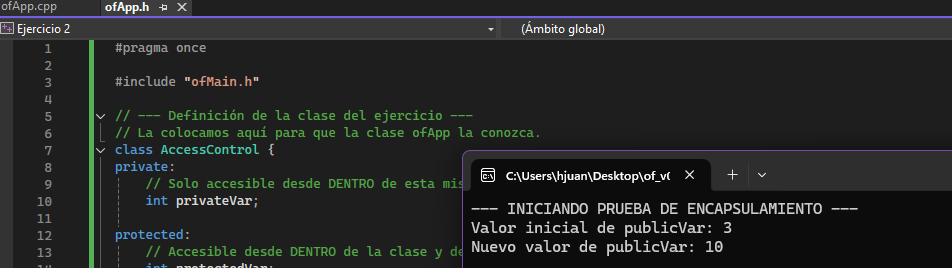 ofApp.cpp
ofApp.h
Ejercicio 2
(Ámbito global)
1 #pragma once
2
3 #include "ofMain.h"
4
5 // --- Definición de la clase del ejercicio ---
6 // La colocamos aquí para que la clase ofApp la conozca.
7 class AccessControl {
8 private:
9 // Solo accesible desde DENTRO de esta mis
10 int privateVar;
11
12 protected:
13 // Accesible desde DENTRO de la clase y de
14 int protectedVar;
C:\Users\hjuan\Desktop\of_v(
--- INICIANDO PRUEBA DE ENCAPSULAMIENTO ---
Valor inicial de publicVar: 3
Nuevo valor de publicVar: 10